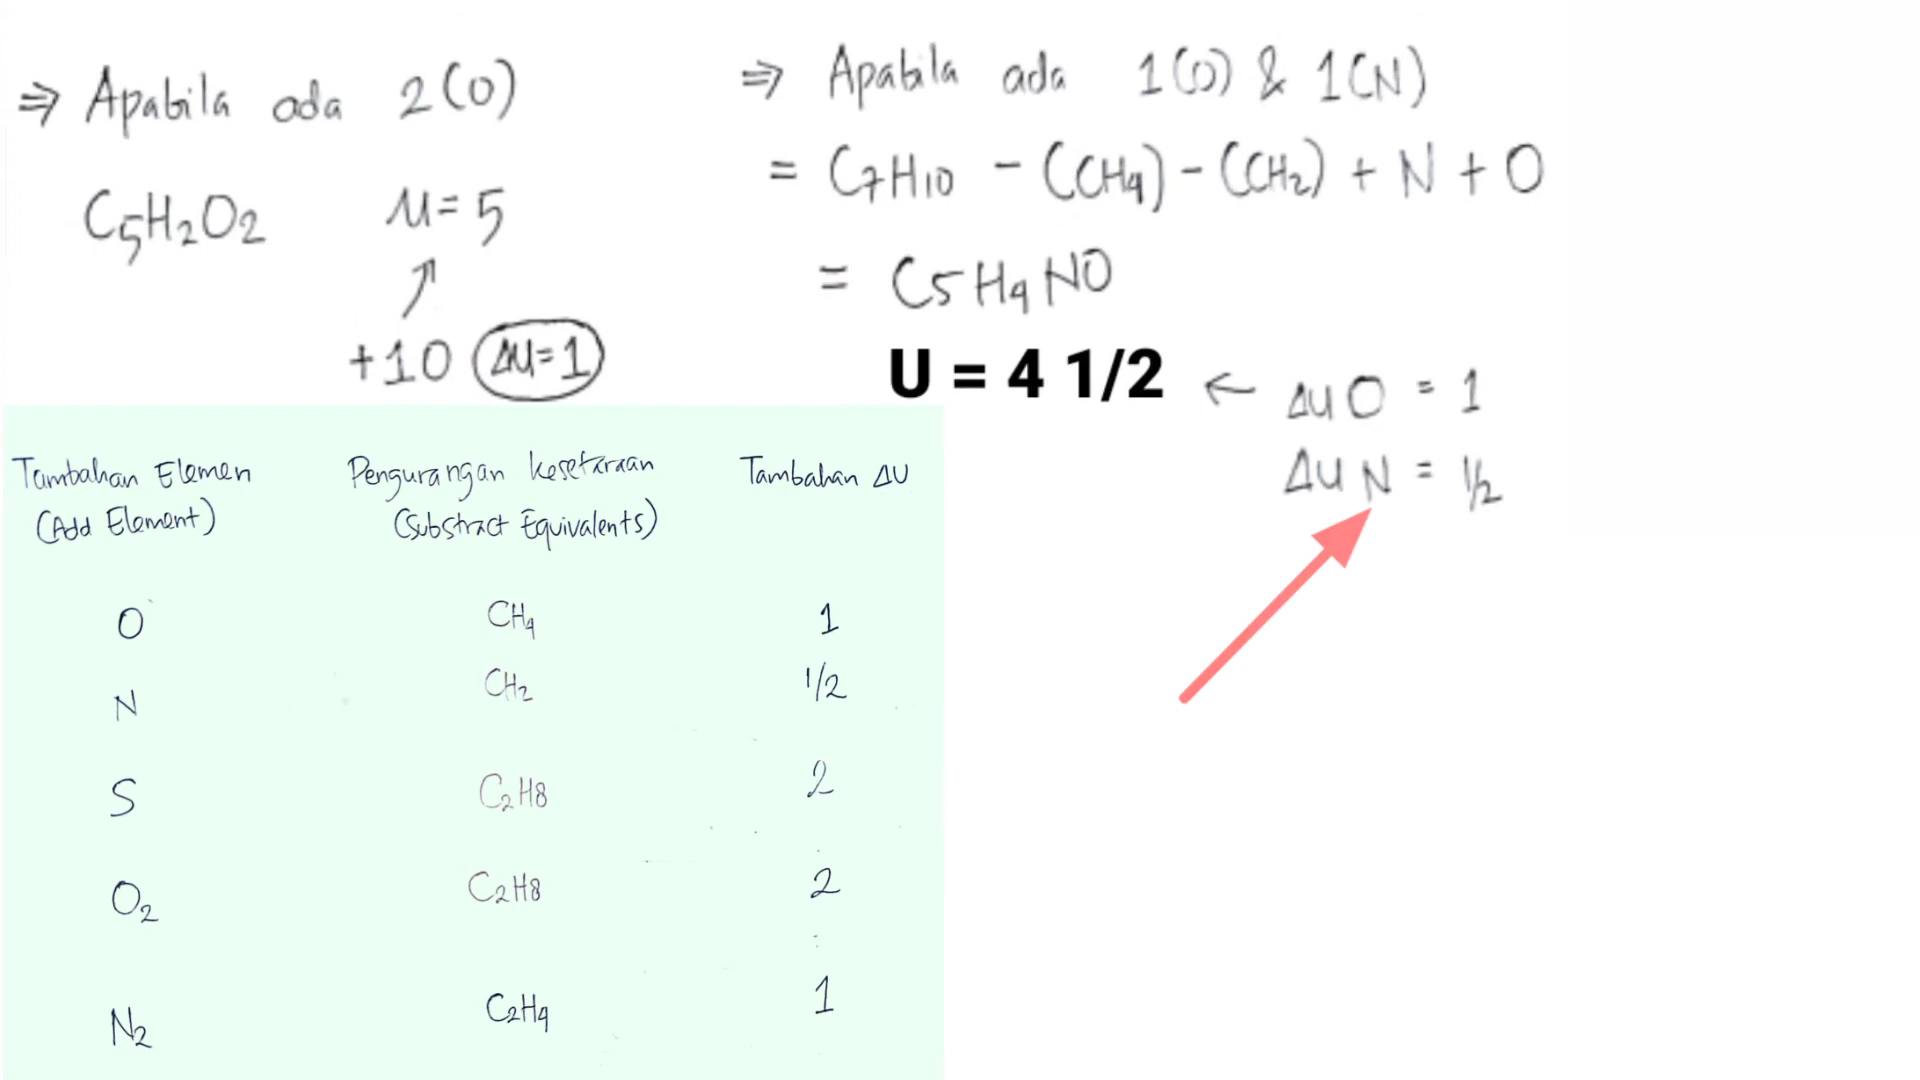 ⇒ Apabila ada 2(O)
C5H2O2 U=5
+10 ΔU=1
⇒ Apabila ada 1(O) & 1(N)
= C7H10 - (CH4) - (CH2) + N + O
= C5H4NO
U = 4 1/2 ← ΔU O = 1
ΔU N = 1/2
Tambahan Elemen Pengurangan Kesetaraan Tambahan ΔU
(Add Element) (Substract Equivalents)
O CH4 1
N CH2 1/2
S C2H8 2
O2 C2H8 2
N2 C2H4 1